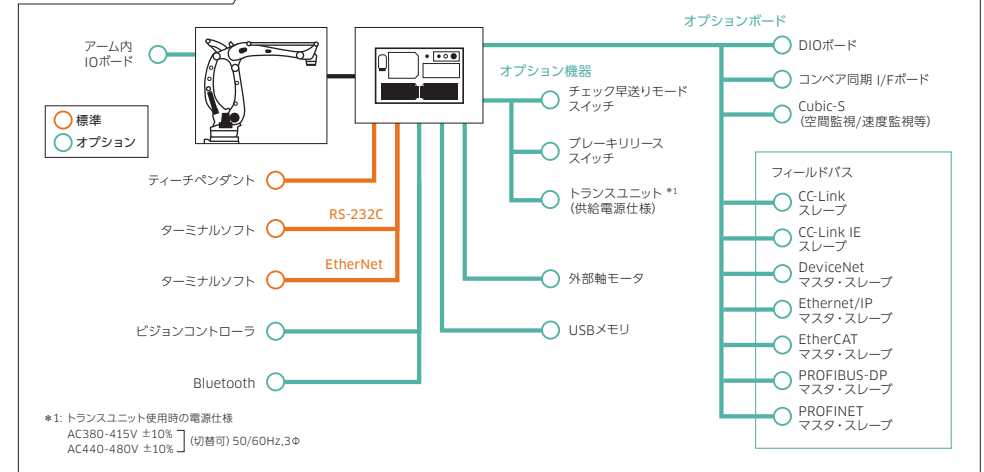 オプションボード
アーム内
IOボード
DIOボード
オプション機器
コンベア同期 I/Fボード
チェック早送りモード
スイッチ
Cubic-S
(空間監視/速度監視等)
標準
オプション
ブレーキリリース
スイッチ
フィールドバス
ティーチペンダント
トランスユニット *1
(供給電源仕様)
CC-Link
スレーブ
RS-232C
ターミナルソフト
CC-Link IE
スレーブ
EtherNet
ターミナルソフト
外部軸モータ
DeviceNet
マスタ・スレーブ
Ethernet/IP
マスタ・スレーブ
ビジョンコントローラ
USBメモリ
EtherCAT
マスタ・スレーブ
Bluetooth
PROFIBUS-DP
マスタ・スレーブ
PROFINET
マスタ・スレーブ
*1: トランスユニット使用時の電源仕様
AC380-415V ±10%
AC440-480V ±10%
(切替可) 50/60Hz,3Φ